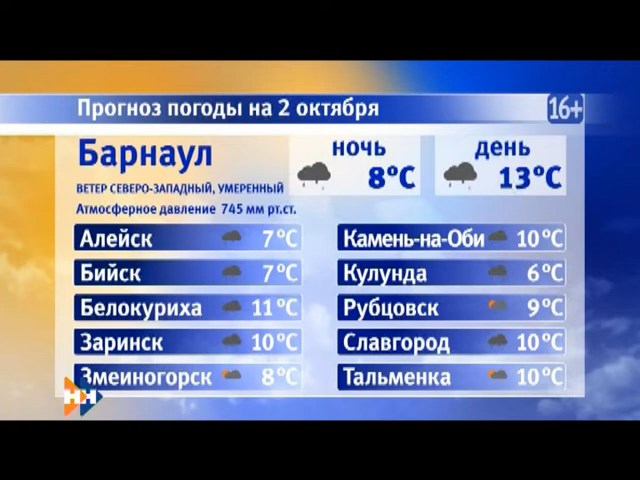 Прогноз погоды на 2 октября 16+
Барнаул
ночь
8°C
день
13°C
ВЕТЕР СЕВЕРО-ЗАПАДНЫЙ, УМЕРЕННЫЙ
Атмосферное давление 745 мм рт.ст.
Алейск 7°C
Бийск 7°C
Белокуриха 11°C
Заринск 10°C
Змеиногорск 8°C
Камень-на-Оби 10°C
Кулунда 6°C
Рубцовск 9°C
Славгород 10°C
Тальменка 10°C
НН